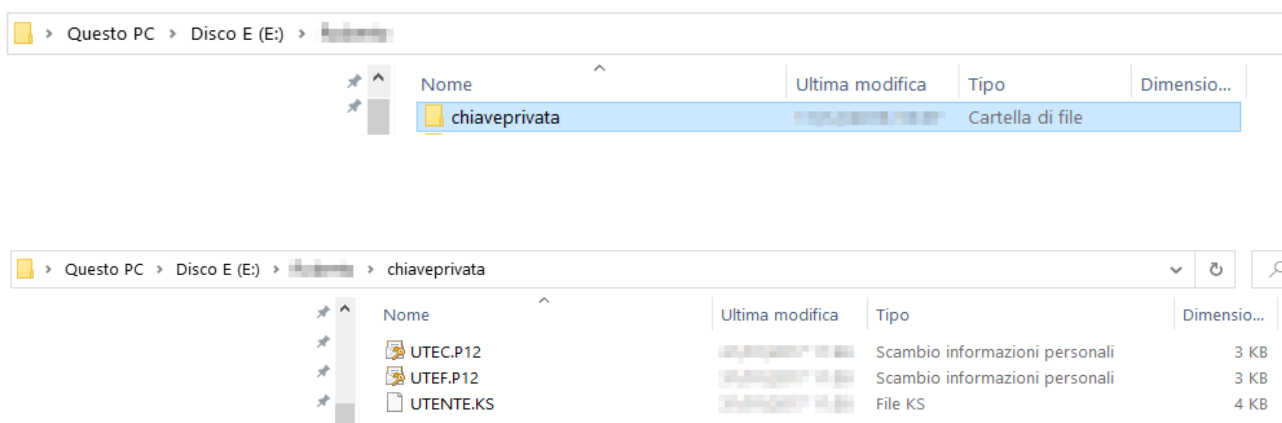 Questo PC > Disco E (E:) >
Nome Ultima modifica Tipo Dimensio...
chiaveprivata Cartella di file
Questo PC > Disco E (E:) > > chiaveprivata
Nome Ultima modifica Tipo Dimensio...
UTEC.P12 Scambio informazioni personali 3 KB
UTEF.P12 Scambio informazioni personali 3 KB
UTENTE.KS File KS 4 KB